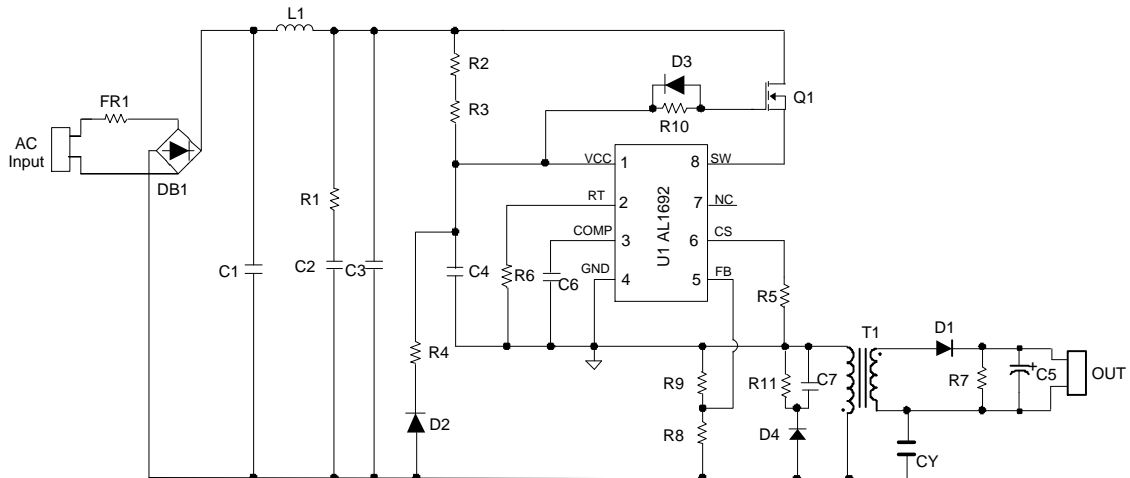 L1
R2
D3
FR1
R3
R10
Q1
AC
Input
DB1
VCC 1 8 SW
R1
RT 2 7 NC
U1 AL1692
COMP 3 6 CS
C1
C2
C3
C4
R6
C6
GND 4 5 FB
R5
T1
D1
R4
R9
R11
C7
R7
+
C5
OUT
D2
R8
D4
CY